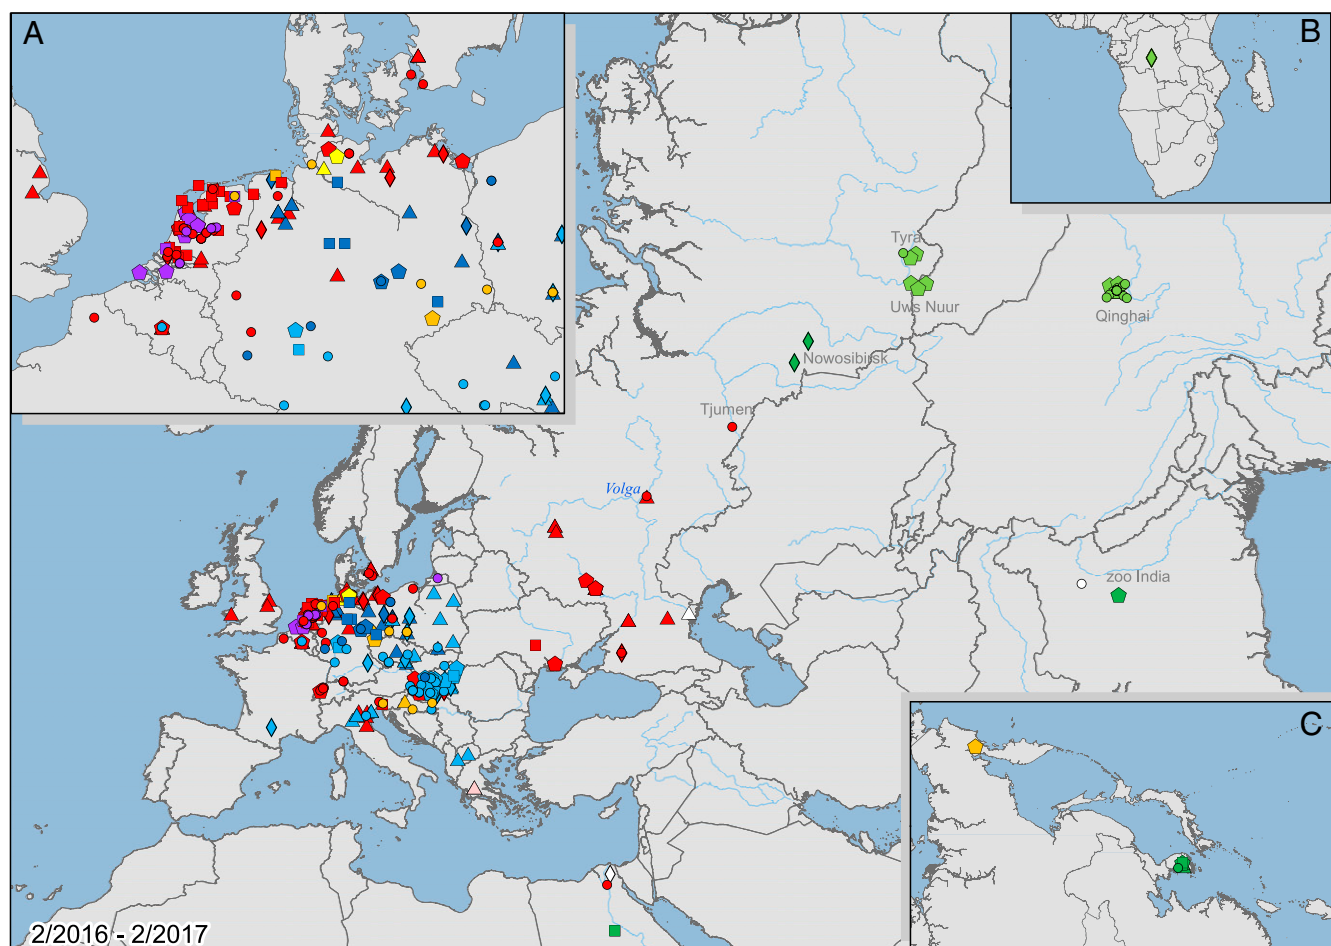 A
B
Tyra
Uws Nuur
Qinghai
Nowosibirsk
Tjumen
Volga
zoo India
C
2/2016 - 2/2017